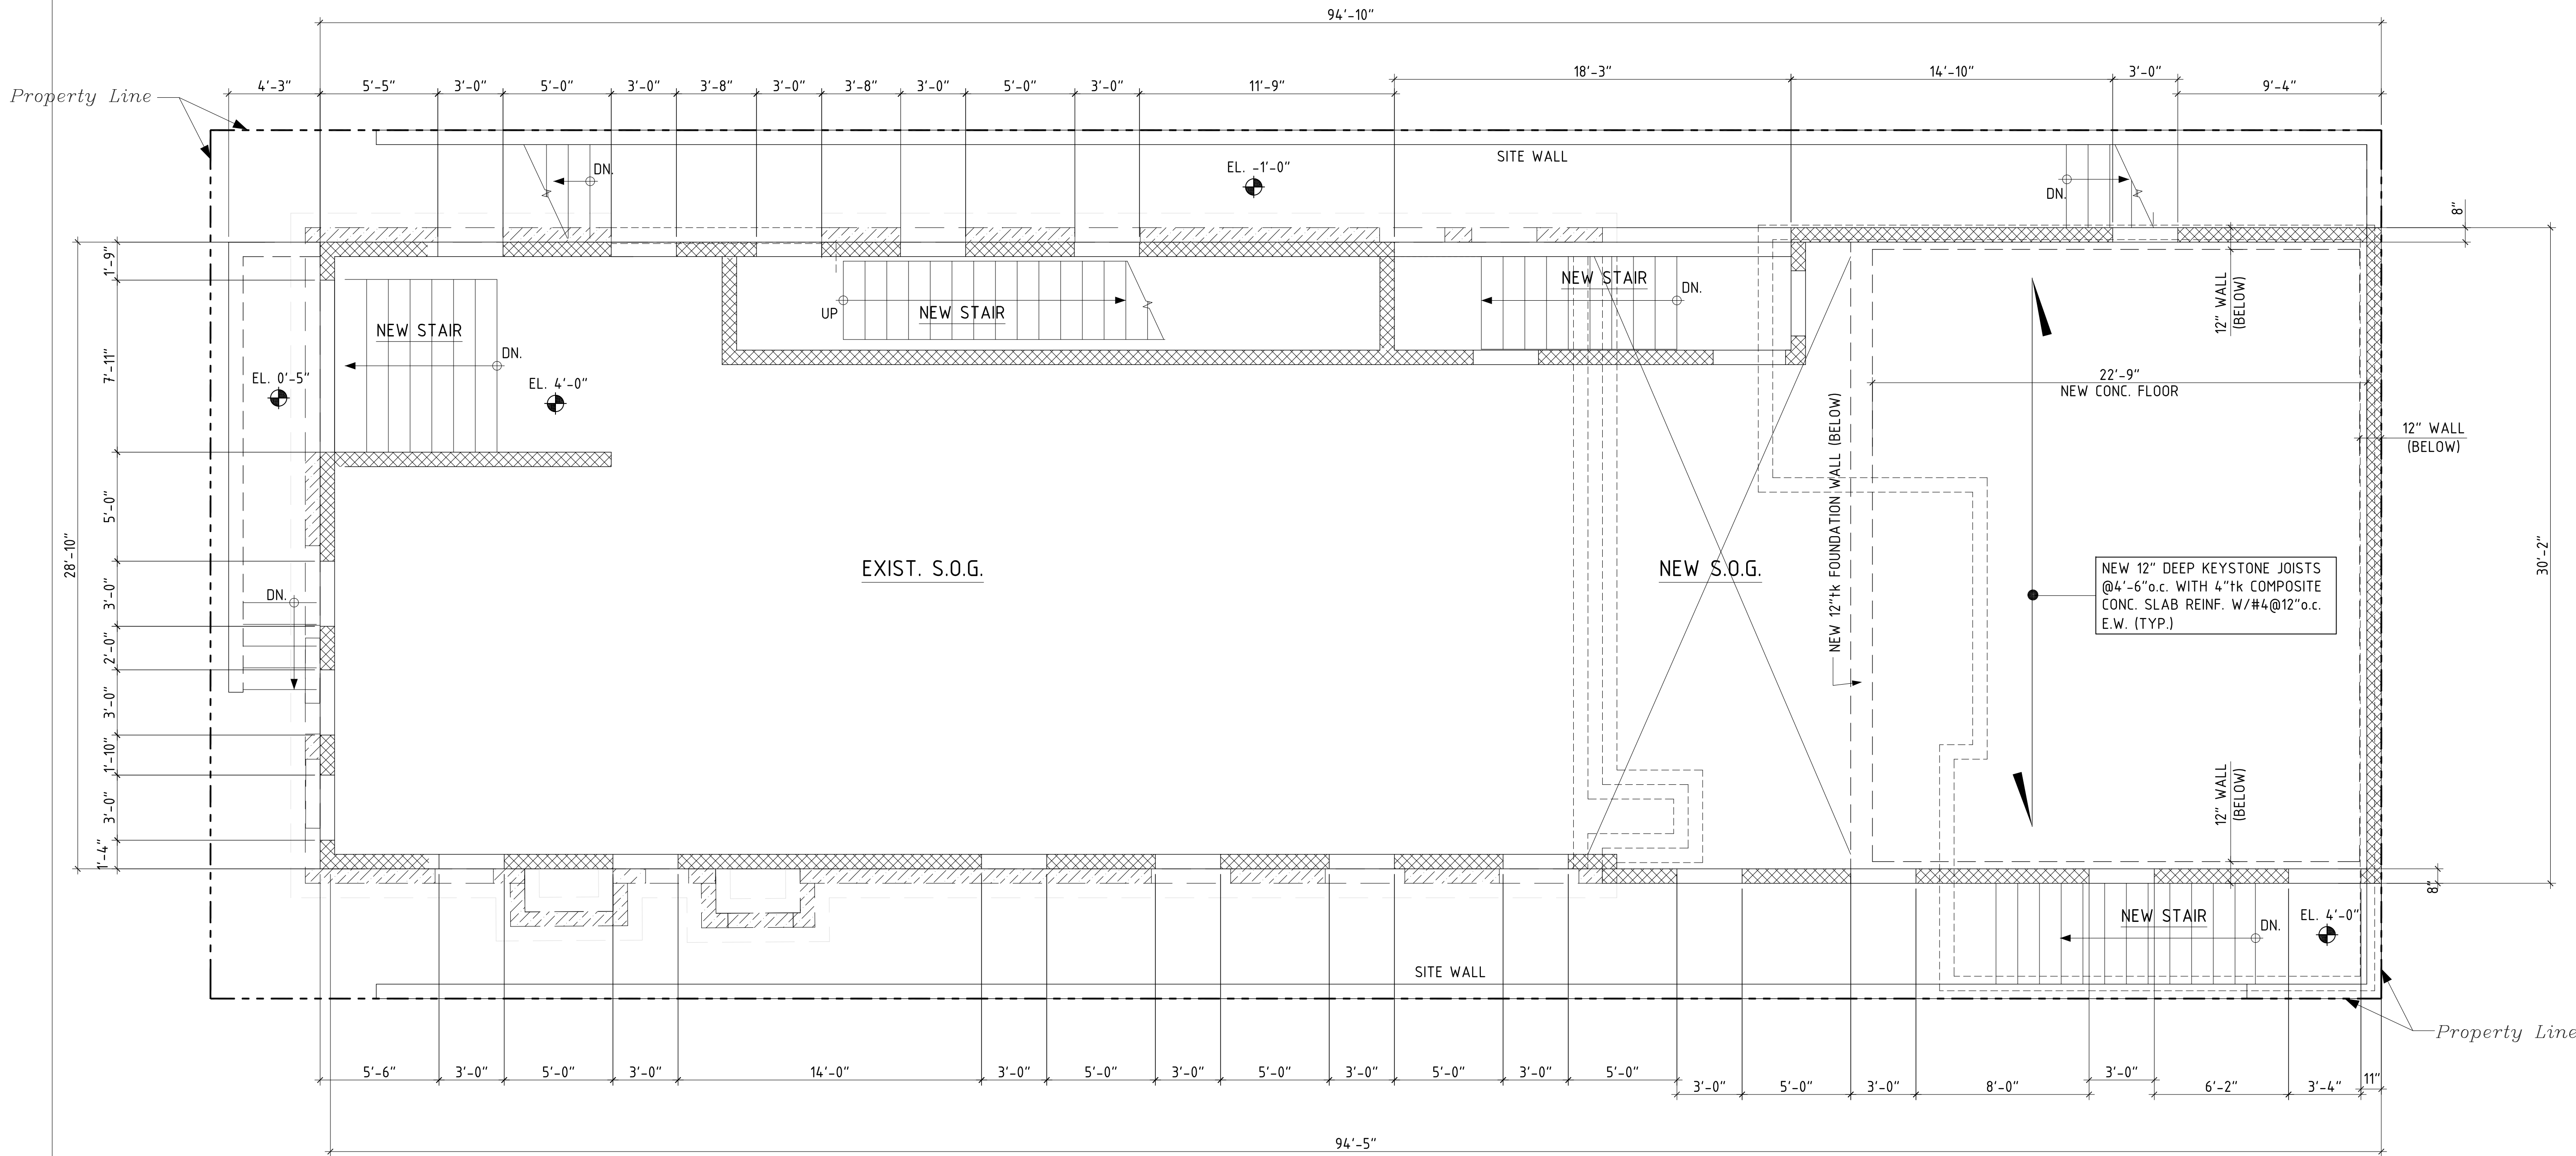 94'-10"
18'-3"
14'-10"
3'-0"
Property Line
4'-3"
5'-5"
3'-0"
5'-0"
3'-0"
3'-8"
3'-0"
3'-8"
3'-0"
5'-0"
3'-0"
11'-9"
9'-4"
SITE WALL
EL. -1'-0"
DN.
DN.
8"
1'-9"
NEW STAIR
DN.
UP
NEW STAIR
12" WALL
(BELOW)
7'-11"
NEW STAIR
DN.
EL. 0'-5"
EL. 4'-0"
22'-9"
NEW CONC. FLOOR
12" WALL
(BELOW)
NEW 12"tk FOUNDATION WALL (BELOW)
5'-0"
28'-10"
EXIST. S.O.G.
NEW S.O.G.
30'-2"
NEW 12" DEEP KEYSTONE JOISTS
@4'-6"o.c. WITH 4"tk COMPOSITE
CONC. SLAB REINF. W/#4@12"o.c.
E.W. (TYP.)
3'-0"
DN.
2'-0"
3'-0"
1'-10"
3'-0"
1'-4"
12" WALL
(BELOW)
8"
NEW STAIR
DN.
EL. 4'-0"
SITE WALL
Property Line
5'-6"
3'-0"
5'-0"
3'-0"
14'-0"
3'-0"
5'-0"
3'-0"
5'-0"
3'-0"
5'-0"
3'-0"
5'-0"
3'-0"
5'-0"
3'-0"
8'-0"
3'-0"
6'-2"
3'-4"
11"
94'-5"